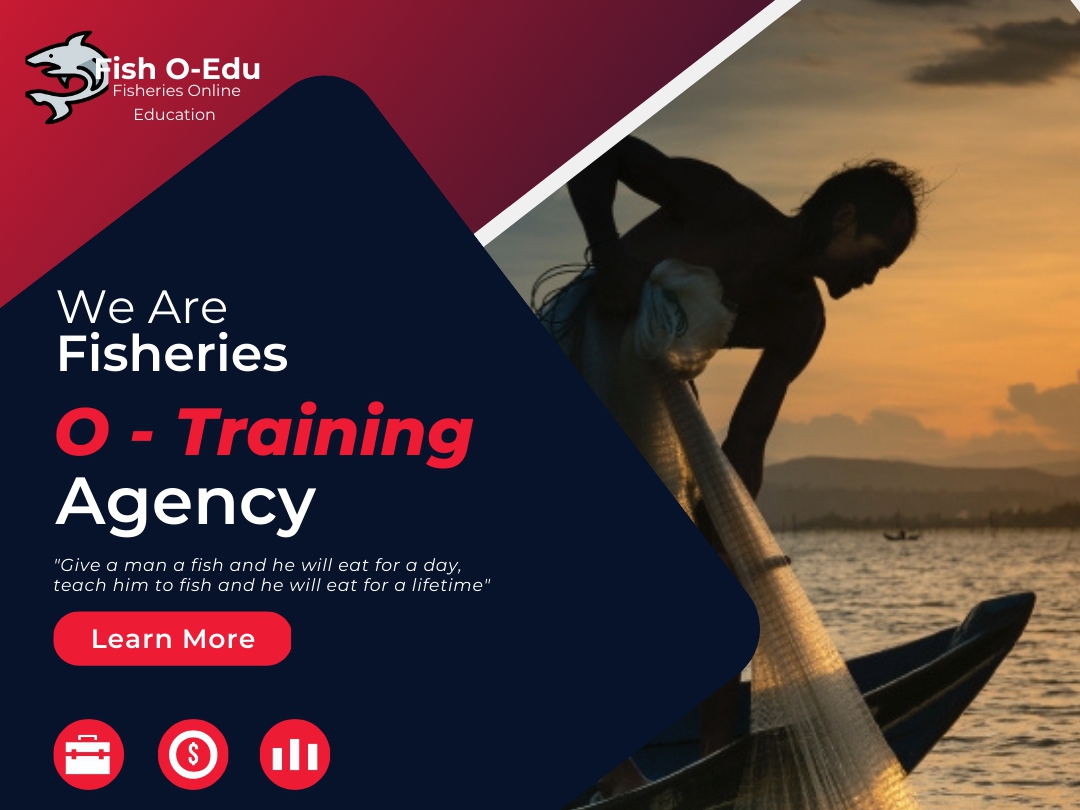 Fish O-Edu
Fisheries Online
Education
We Are
Fisheries
O - Training
Agency
"Give a man a fish and he will eat for a day,
teach him to fish and he will eat for a lifetime"
Learn More
$